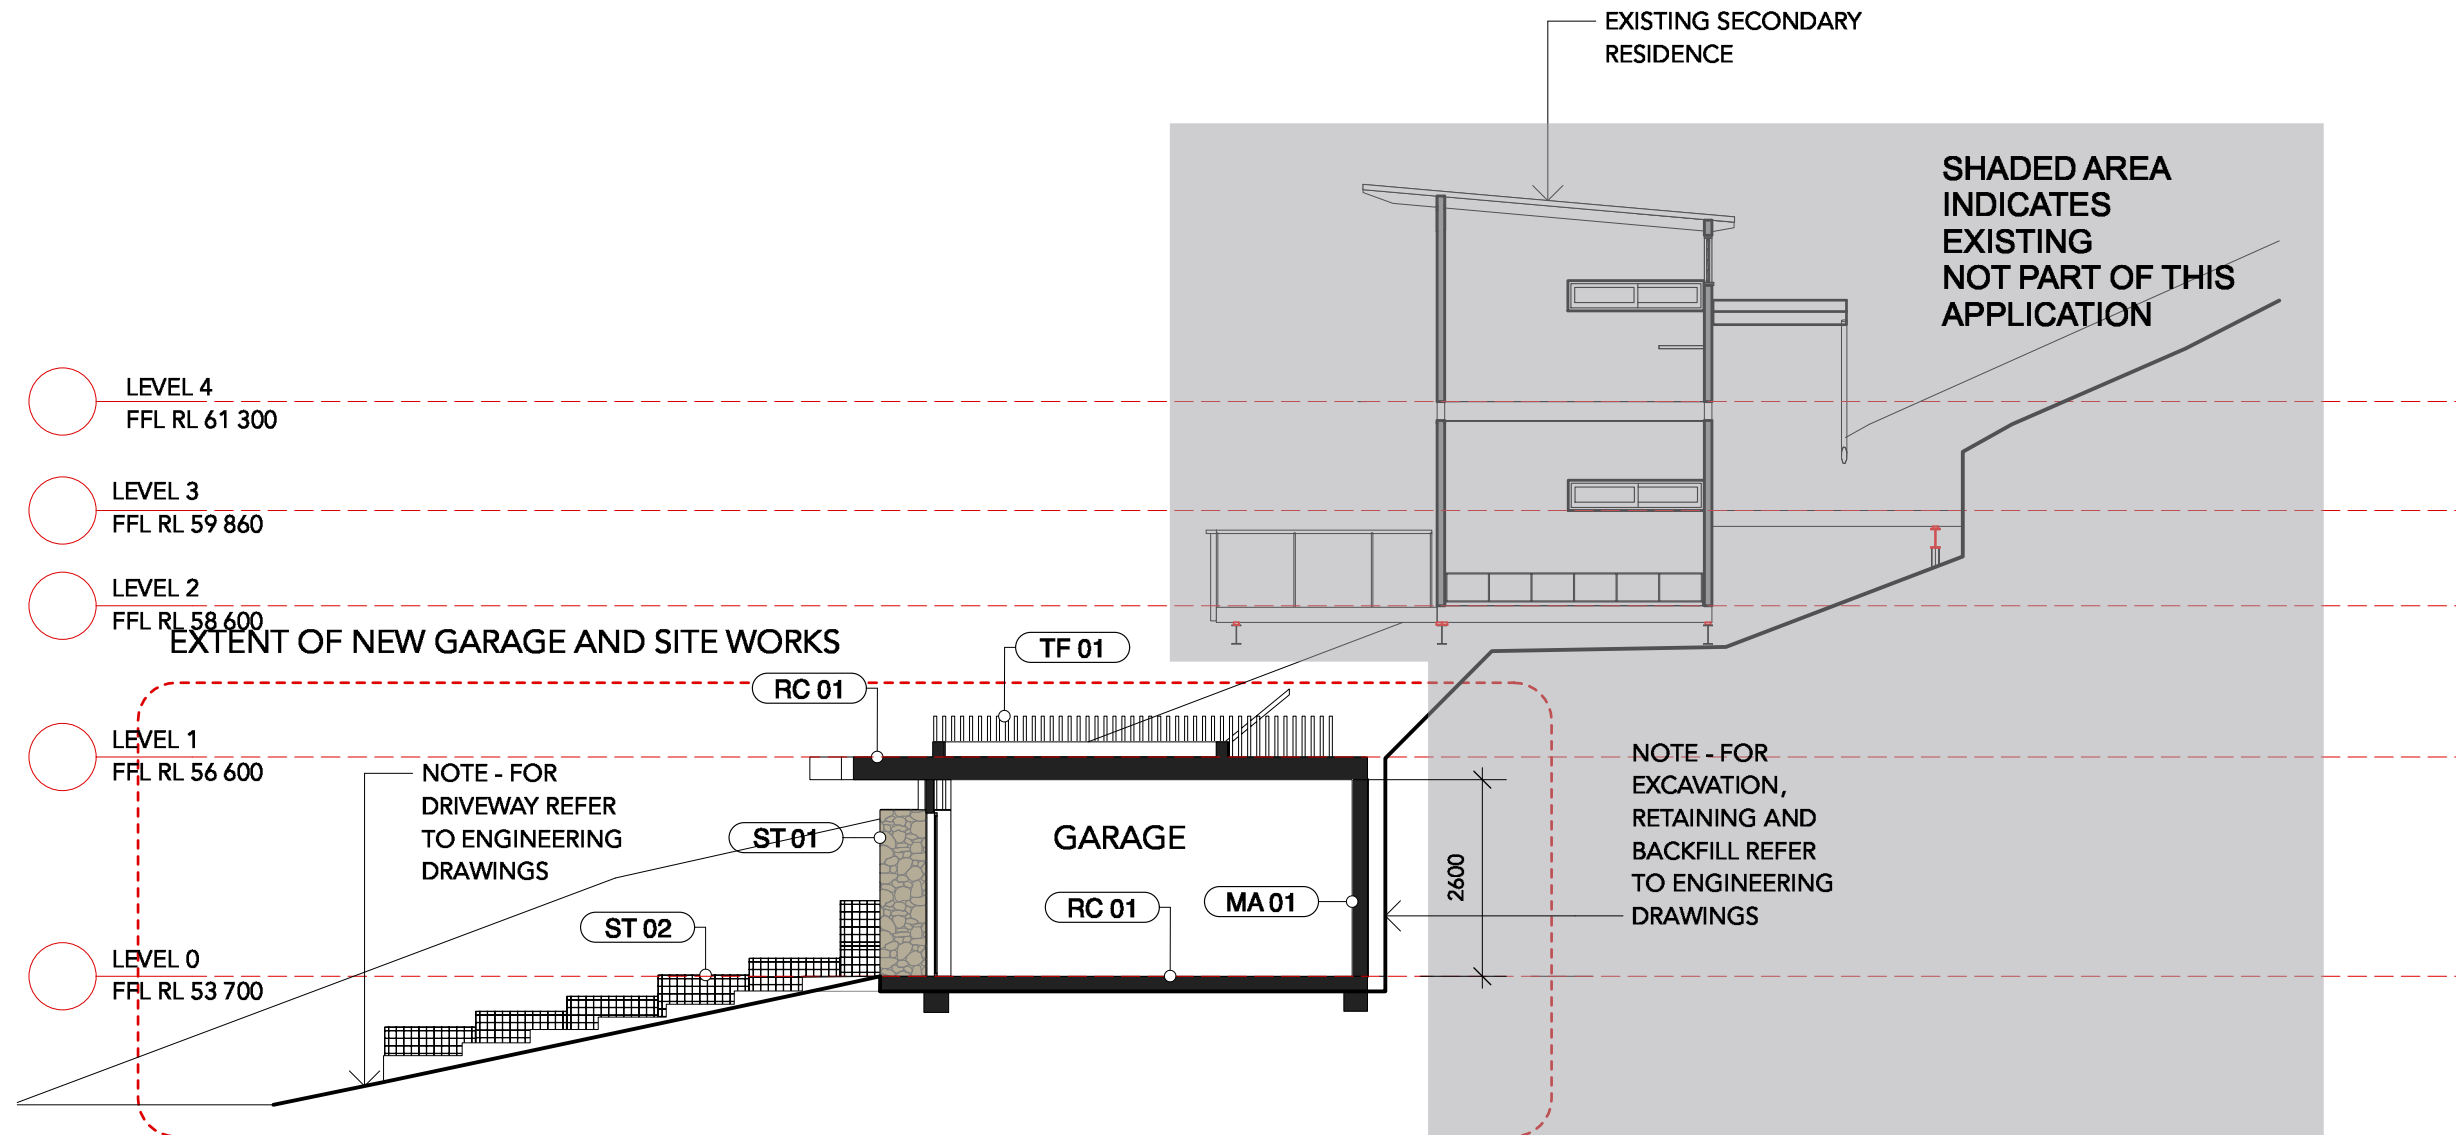 EXISTING SECONDARY
RESIDENCE
SHADED AREA
INDICATES
EXISTING
NOT PART OF THIS
APPLICATION
LEVEL 4
FFL RL 61 300
LEVEL 3
FFL RL 59 860
LEVEL 2
FFL RL 58 600
EXTENT OF NEW GARAGE AND SITE WORKS
TF 01
RC 01
LEVEL 1
FFL RL 56 600
NOTE - FOR
DRIVEWAY REFER
TO ENGINEERING
DRAWINGS
ST 01
GARAGE
2600
NOTE - FOR
EXCAVATION,
RETAINING AND
BACKFILL REFER
TO ENGINEERING
DRAWINGS
MA 01
RC 01
ST 02
LEVEL 0
FFL RL 53 700